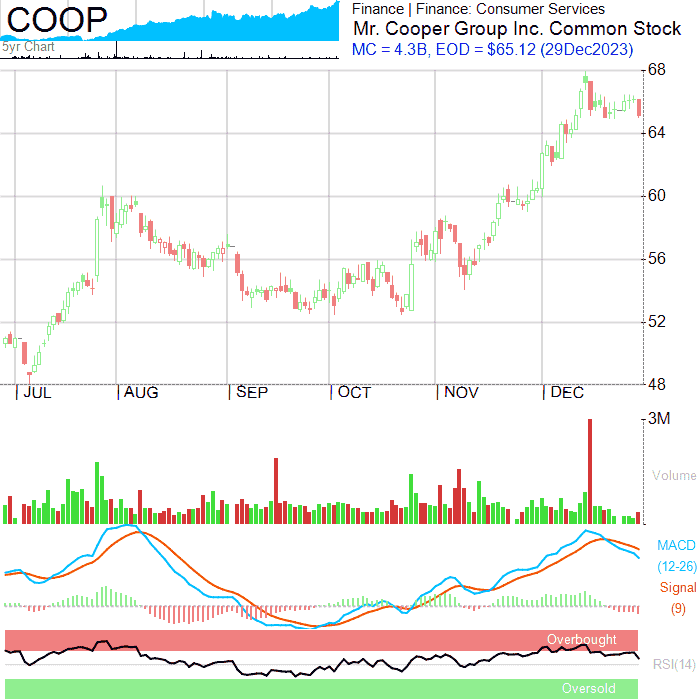 COOP
5yr Chart
Finance | Finance: Consumer Services
Mr. Cooper Group Inc. Common Stock
MC = 4.3B, EOD = $65.12 (29Dec2023)
68
64
60
56
52
48
JUL
AUG
SEP
OCT
NOV
DEC
3M
Volume
MACD
(12-26)
Signal
(9)
Overbought
RSI(14)
Oversold